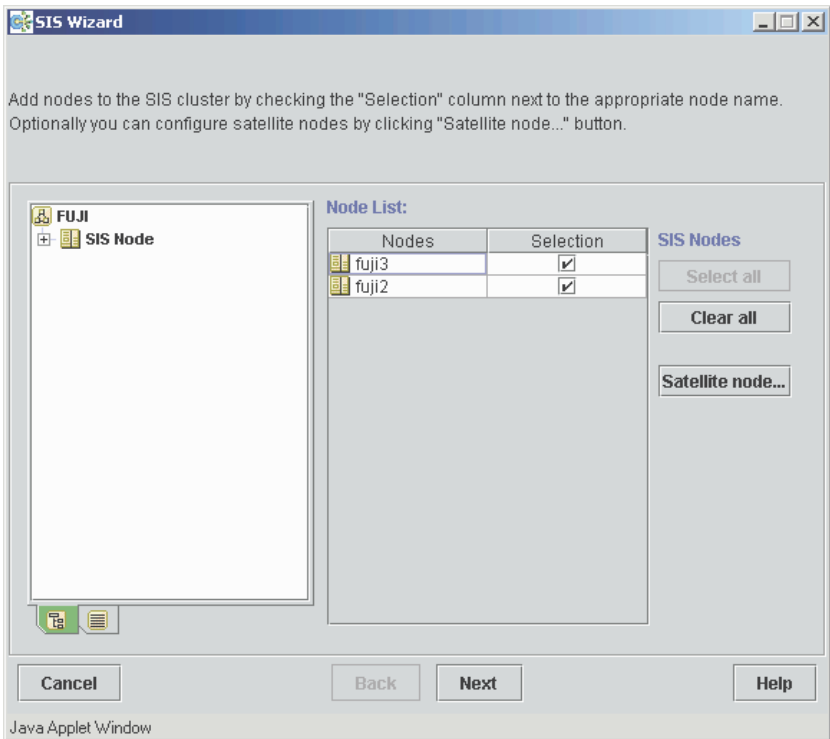 SIS Wizard
Add nodes to the SIS cluster by checking the "Selection" column next to the appropriate node name.
Optionally you can configure satellite nodes by clicking "Satellite node..." button.
FUJI
SIS Node
Node List:
Nodes Selection
fuji3
fuji2
SIS Nodes
Select all
Clear all
Satellite node...
Cancel Back Next Help
Java Applet Window